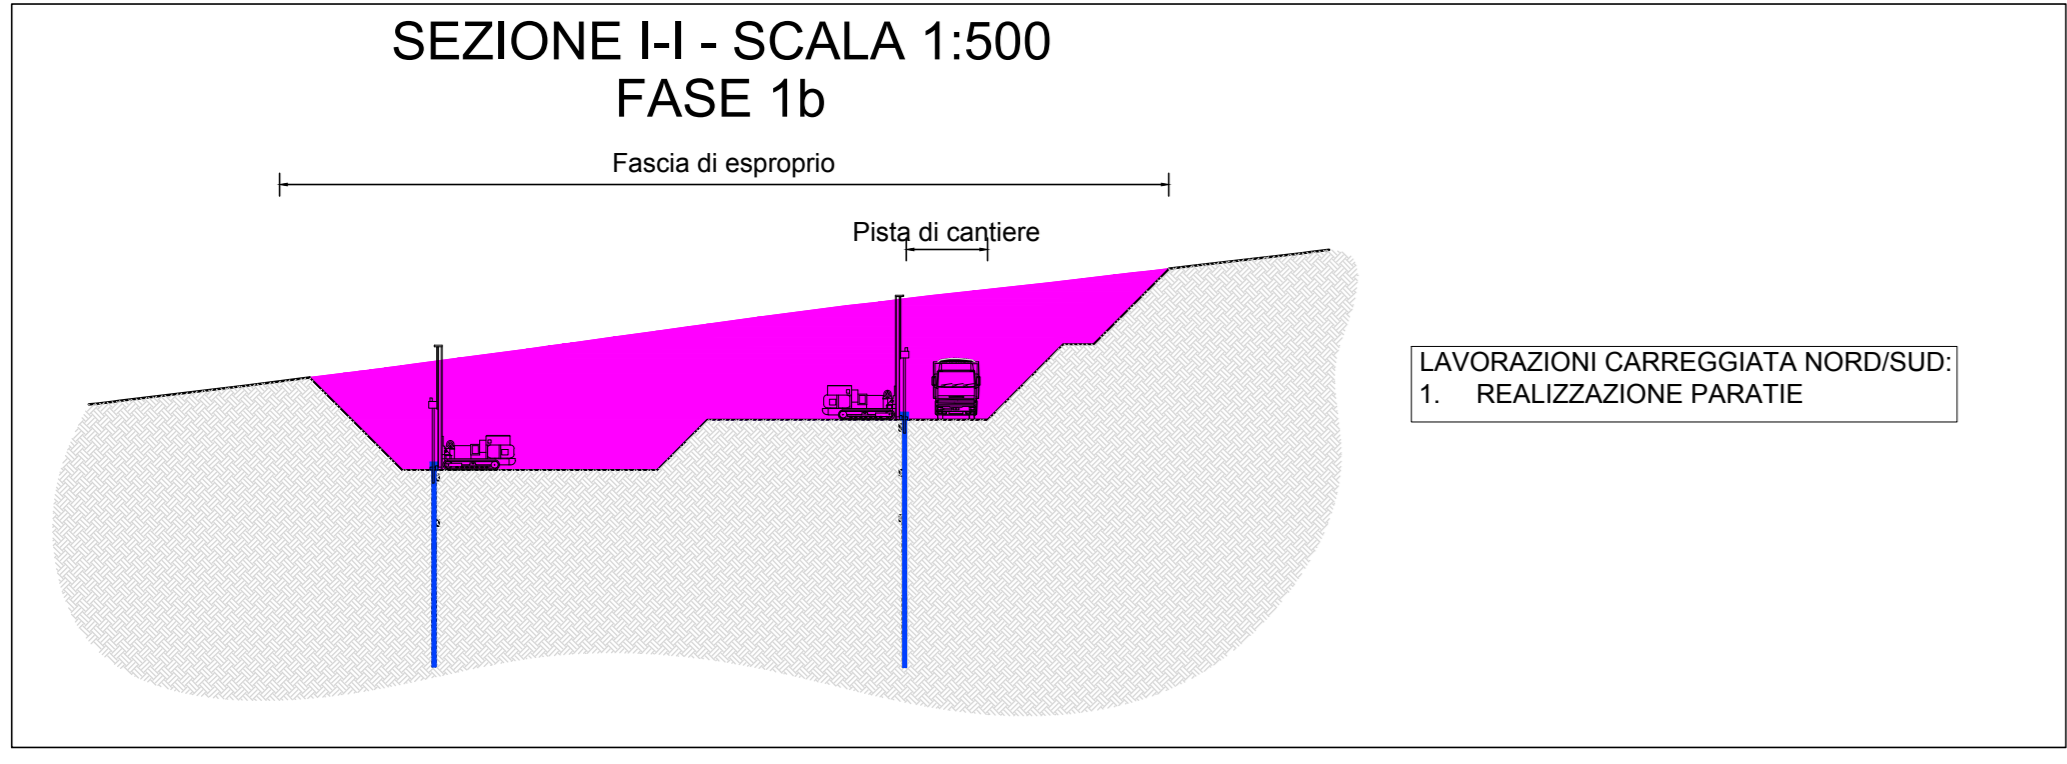 SEZIONE I-I - SCALA 1:500
FASE 1b
Fascia di esproprio
Pista di cantiere
LAVORAZIONI CARREGGIATA NORD/SUD:
1. REALIZZAZIONE PARATIE